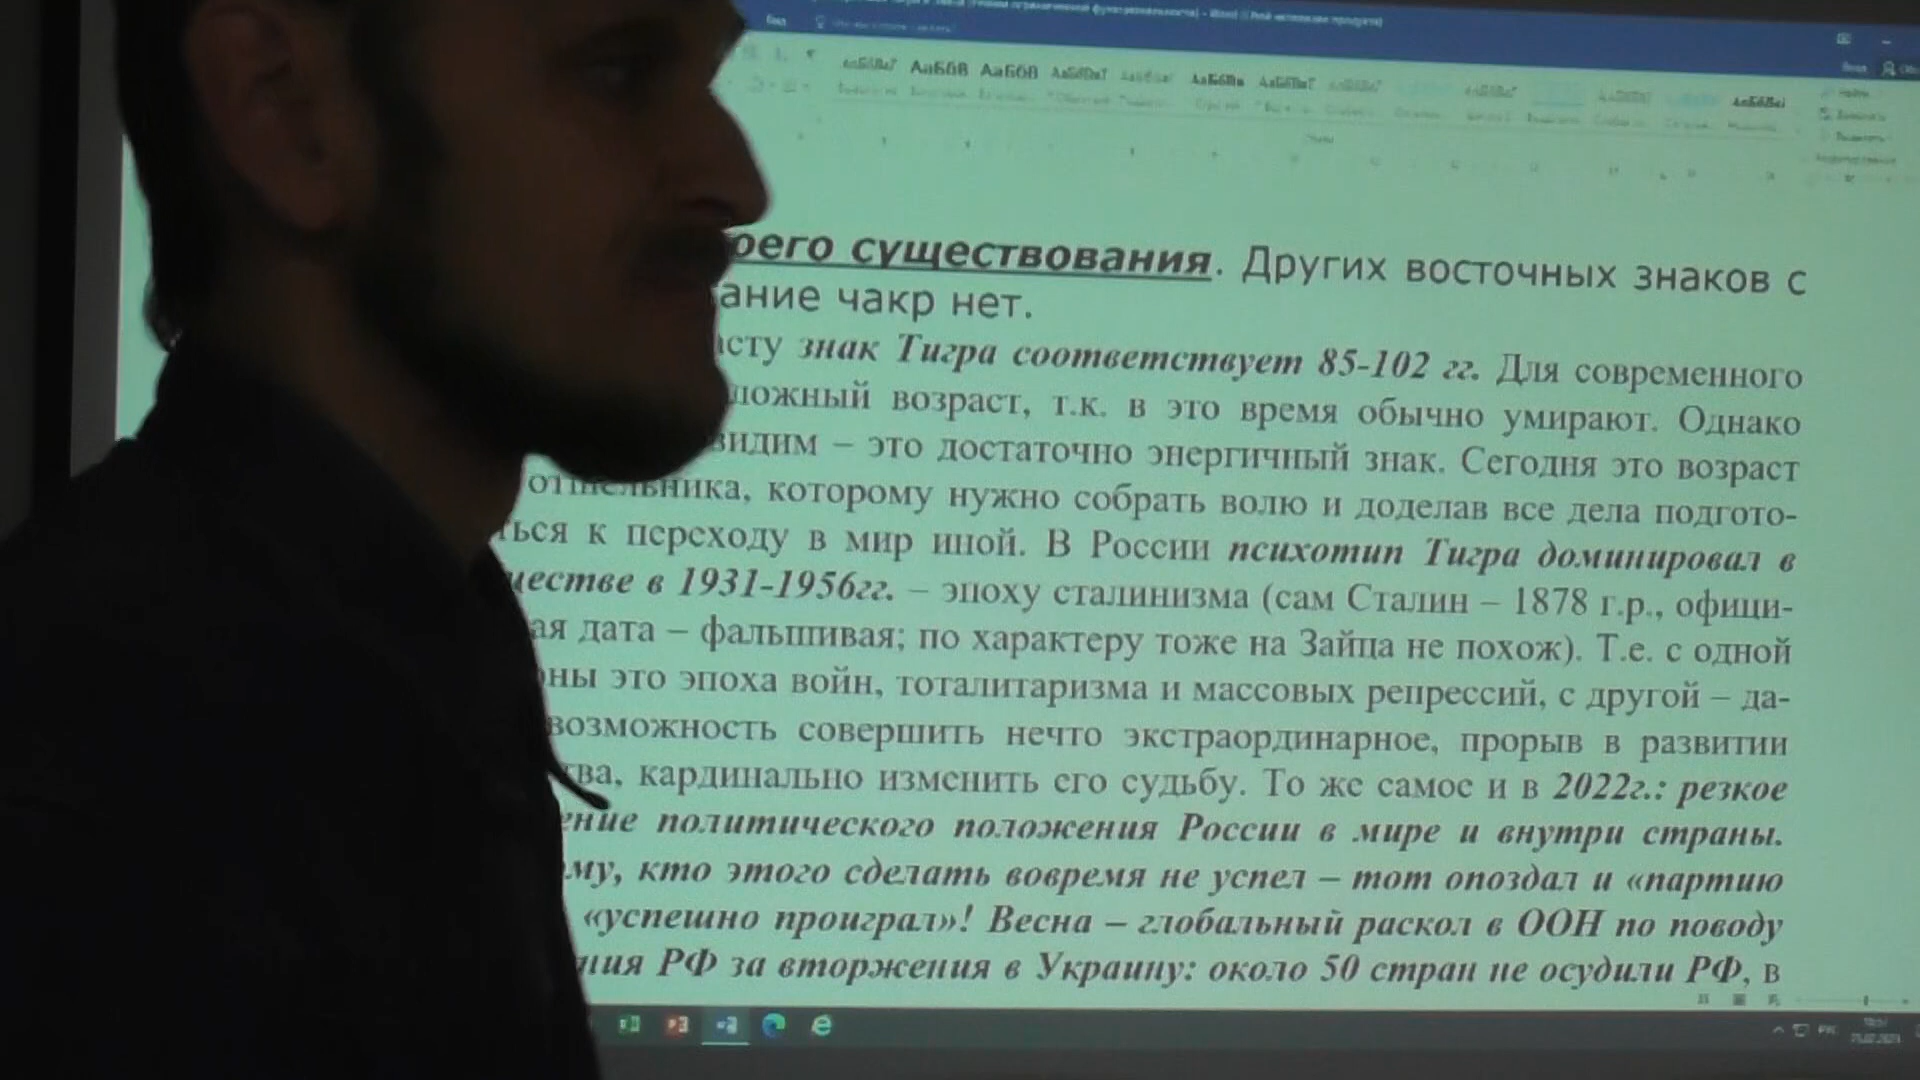 АаБбВ АаБбВ
оего существования. Других восточных знаков с
ание чакр нет.
асту знак Тигра соответствует 85-102 гг. Для современного
ложный возраст, т.к. в это время обычно умирают. Однако
видим – это достаточно энергичный знак. Сегодня это возраст
отшельника, которому нужно собрать волю и доделав все дела подгото-
ться к переходу в мир иной. В России психотип Тигра доминировал в
ществе в 1931-1956гг. – эпоху сталинизма (сам Сталин – 1878 г.р., офици-
ая дата – фальшивая; по характеру тоже на Зайца не похож). Т.е. с одной
ны это эпоха войн, тоталитаризма и массовых репрессий, с другой – да-
возможность совершить нечто экстраординарное, прорыв в развитии
тва, кардинально изменить его судьбу. То же самое и в 2022г.: резкое
ение политического положения России в мире и внутри страны.
му, кто этого сделать вовремя не успел – тот опоздал и «партию
«успешно проиграл»! Весна – глобальный раскол в ООН по поводу
ния РФ за вторжения в Украину: около 50 стран не осудили РФ, в